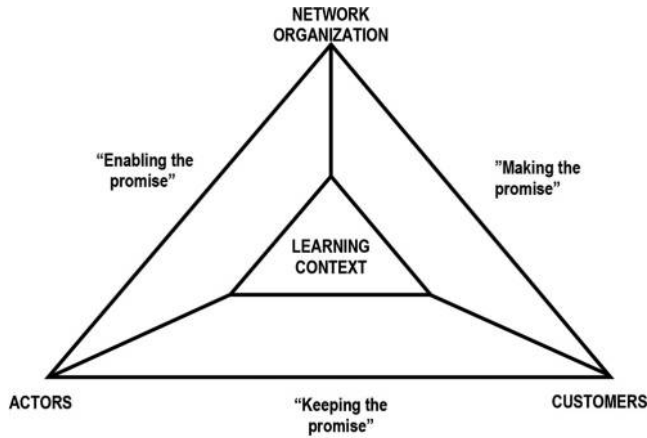 NETWORK
ORGANIZATION
“Enabling the
promise”
”Making the
promise”
LEARNING
CONTEXT
ACTORS
“Keeping the
promise”
CUSTOMERS